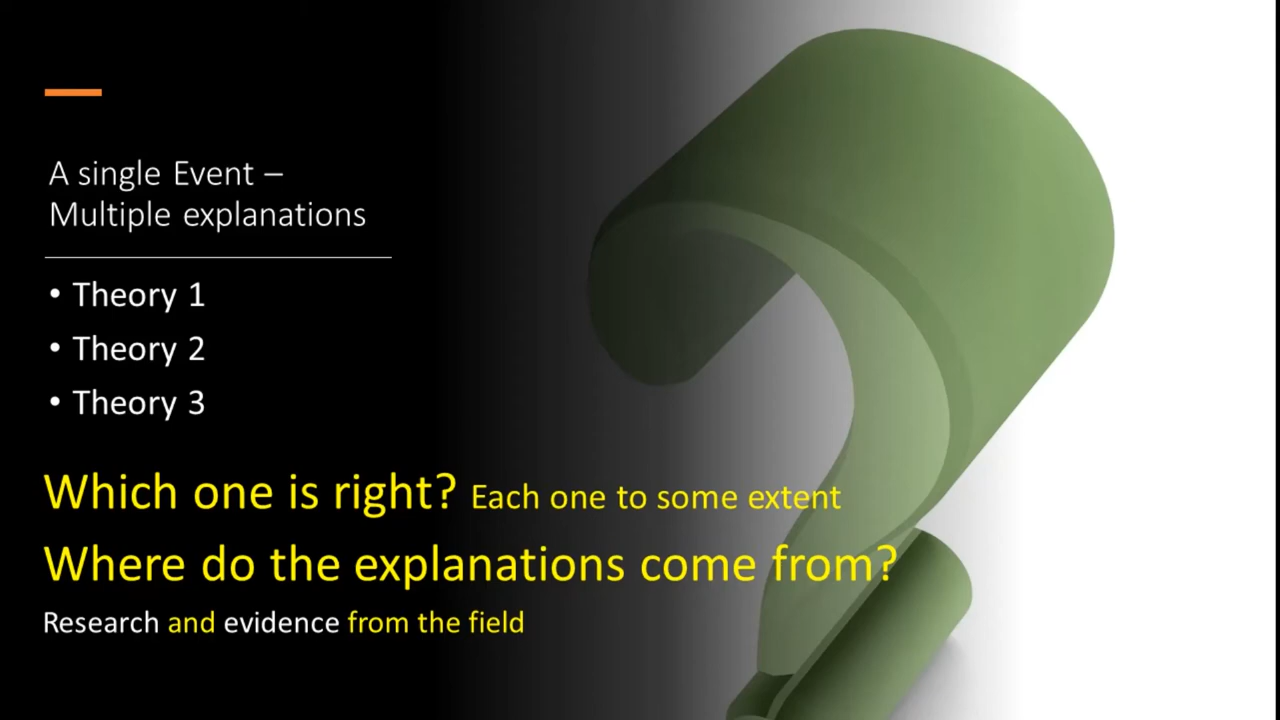 A single Event –
Multiple explanations
• Theory 1
• Theory 2
• Theory 3
Which one is right? Each one to some extent
Where do the explanations come from?
Research and evidence from the field